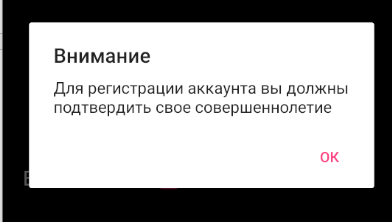 Внимание
Для регистрации аккаунта вы должны
подтвердить свое совершеннолетие
ОК